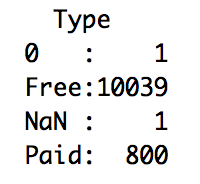 Type
0   :    1
Free:10039
NaN :    1
Paid:  800